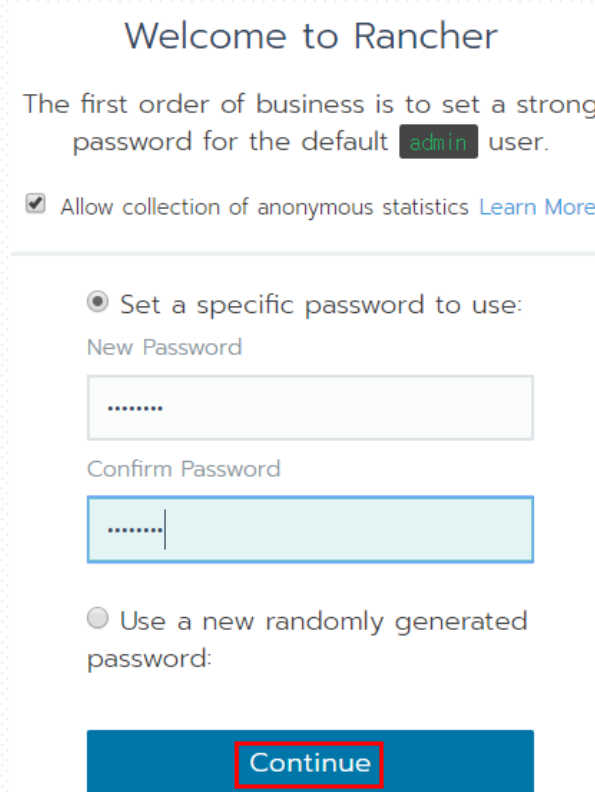 Welcome to Rancher
The first order of business is to set a strong
password for the default admin user.
Allow collection of anonymous statistics Learn More
Set a specific password to use:
New Password
••••••••
Confirm Password
••••••••
Use a new randomly generated
password:
Continue